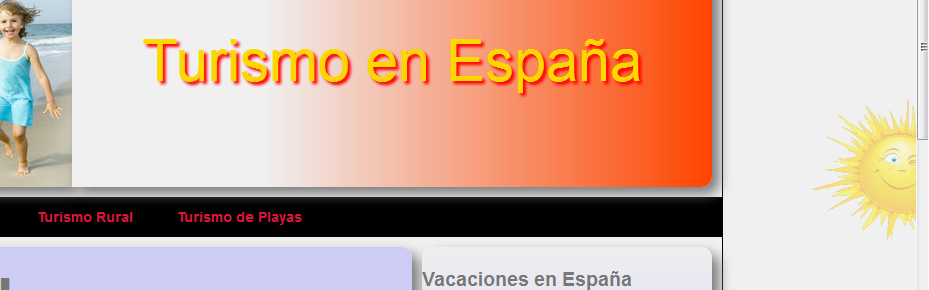 Turismo en España
Turismo Rural Turismo de Playas
Vacaciones en España